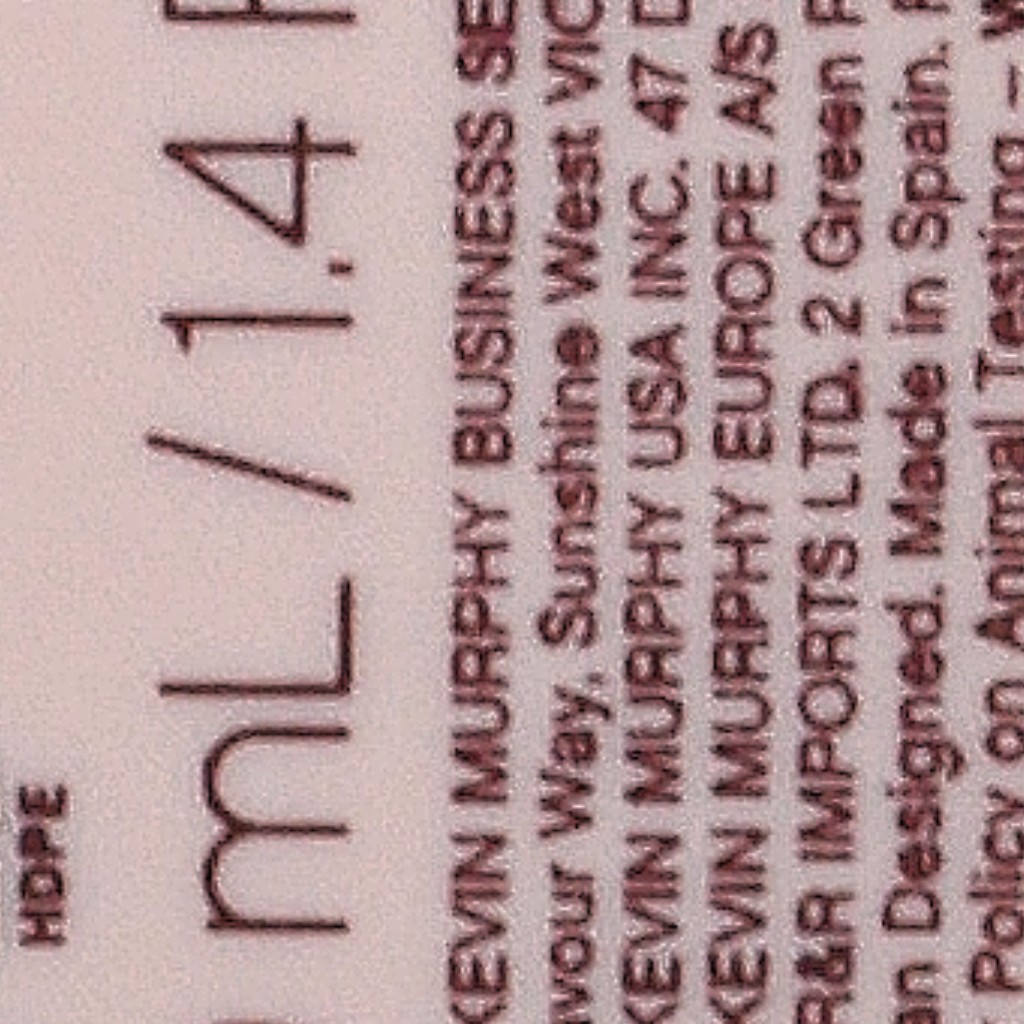 HDPE
mL / 1.4 F
KEVIN MURPHY BUSINESS SE
vour Way, Sunshine West VIC
KEVIN MURPHY USA INC. 47 D
KEVIN MURPHY EUROPE A/S
R&R IMPORTS LTD. 2 Green
n Designed. Made in Spain.
Policy on Animal Testing –